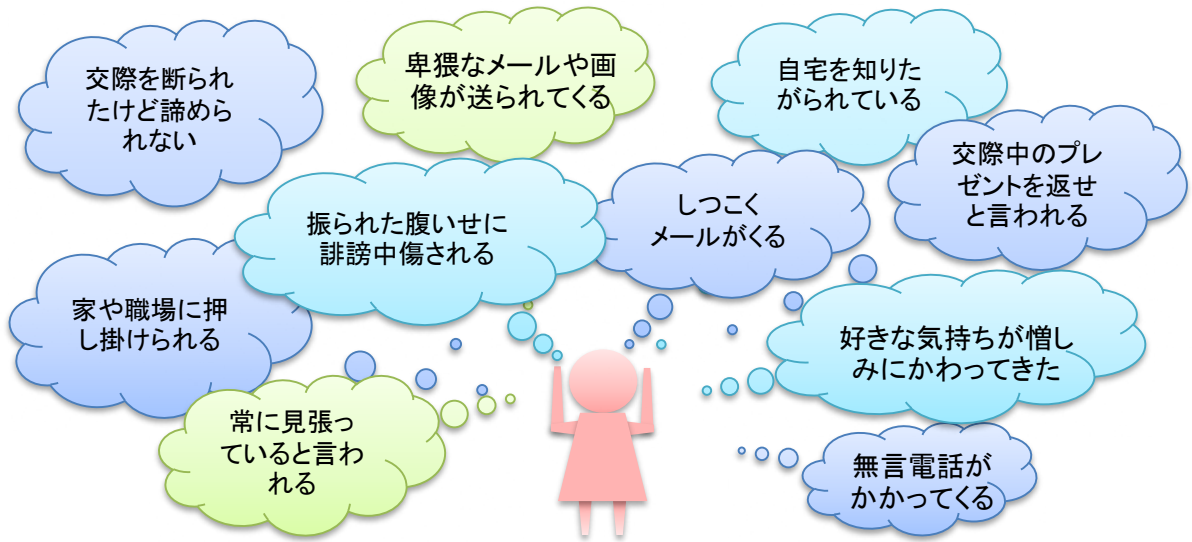 交際を断られ
たけど諦めら
れない
卑猥なメールや画
像が送られてくる
自宅を知りた
がられている
交際中のプレ
ゼントを返せ
と言われる
しつこく
メールがくる
振られた腹いせに
誹謗中傷される
家や職場に押
し掛けられる
好きな気持ちが憎し
みにかわってきた
常に見張っ
ていると言わ
れる
無言電話が
かかってくる